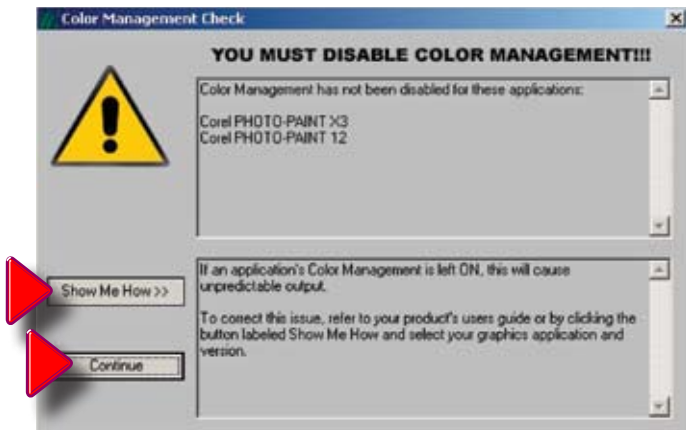 Color Management Check
YOU MUST DISABLE COLOR MANAGEMENT!!!
Color Management has not been disabled for these applications:
Corel PHOTO-PAINT X3
Corel PHOTO-PAINT 12
Show Me How >>
If an application's Color Management is left ON, this will cause
unpredictable output.
To correct this issue, refer to your product's users guide or by clicking the
button labeled Show Me How and select your graphics application and
version.
Continue